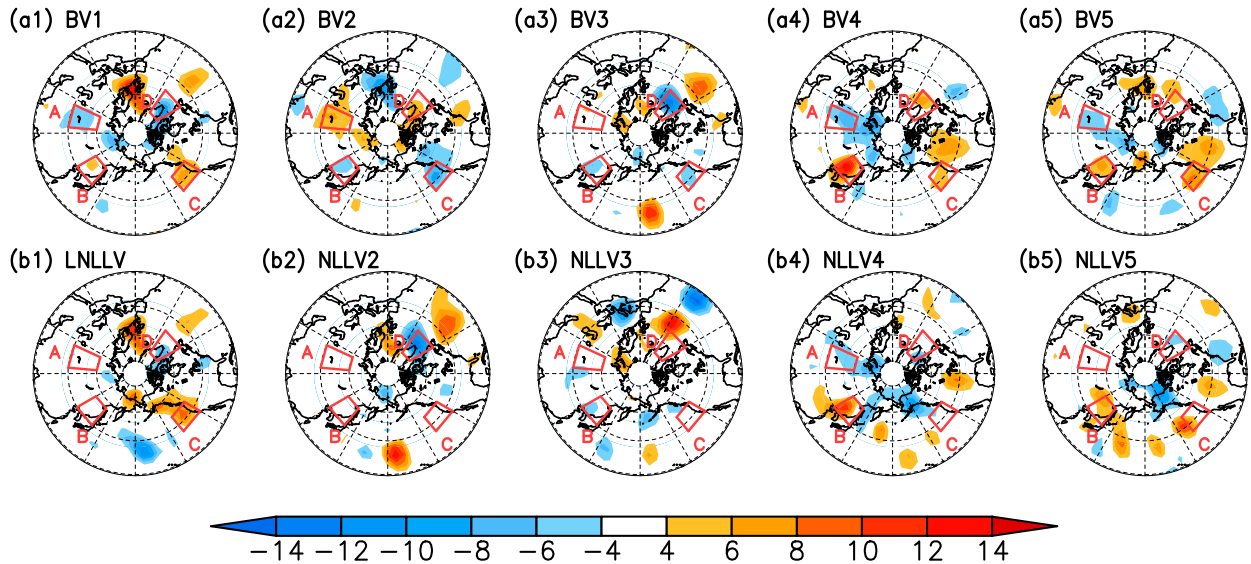 (a1) BV1 (a2) BV2 (a3) BV3 (a4) BV4 (a5) BV5
D D D D D
A A A A A
B B B B B
C C C C C
(b1) LNLLV (b2) NLLV2 (b3) NLLV3 (b4) NLLV4 (b5) NLLV5
D D D D D
A A A A A
B B B B B
C C C C C
−14 −12 −10 −8 −6 −4 4 6 8 10 12 14